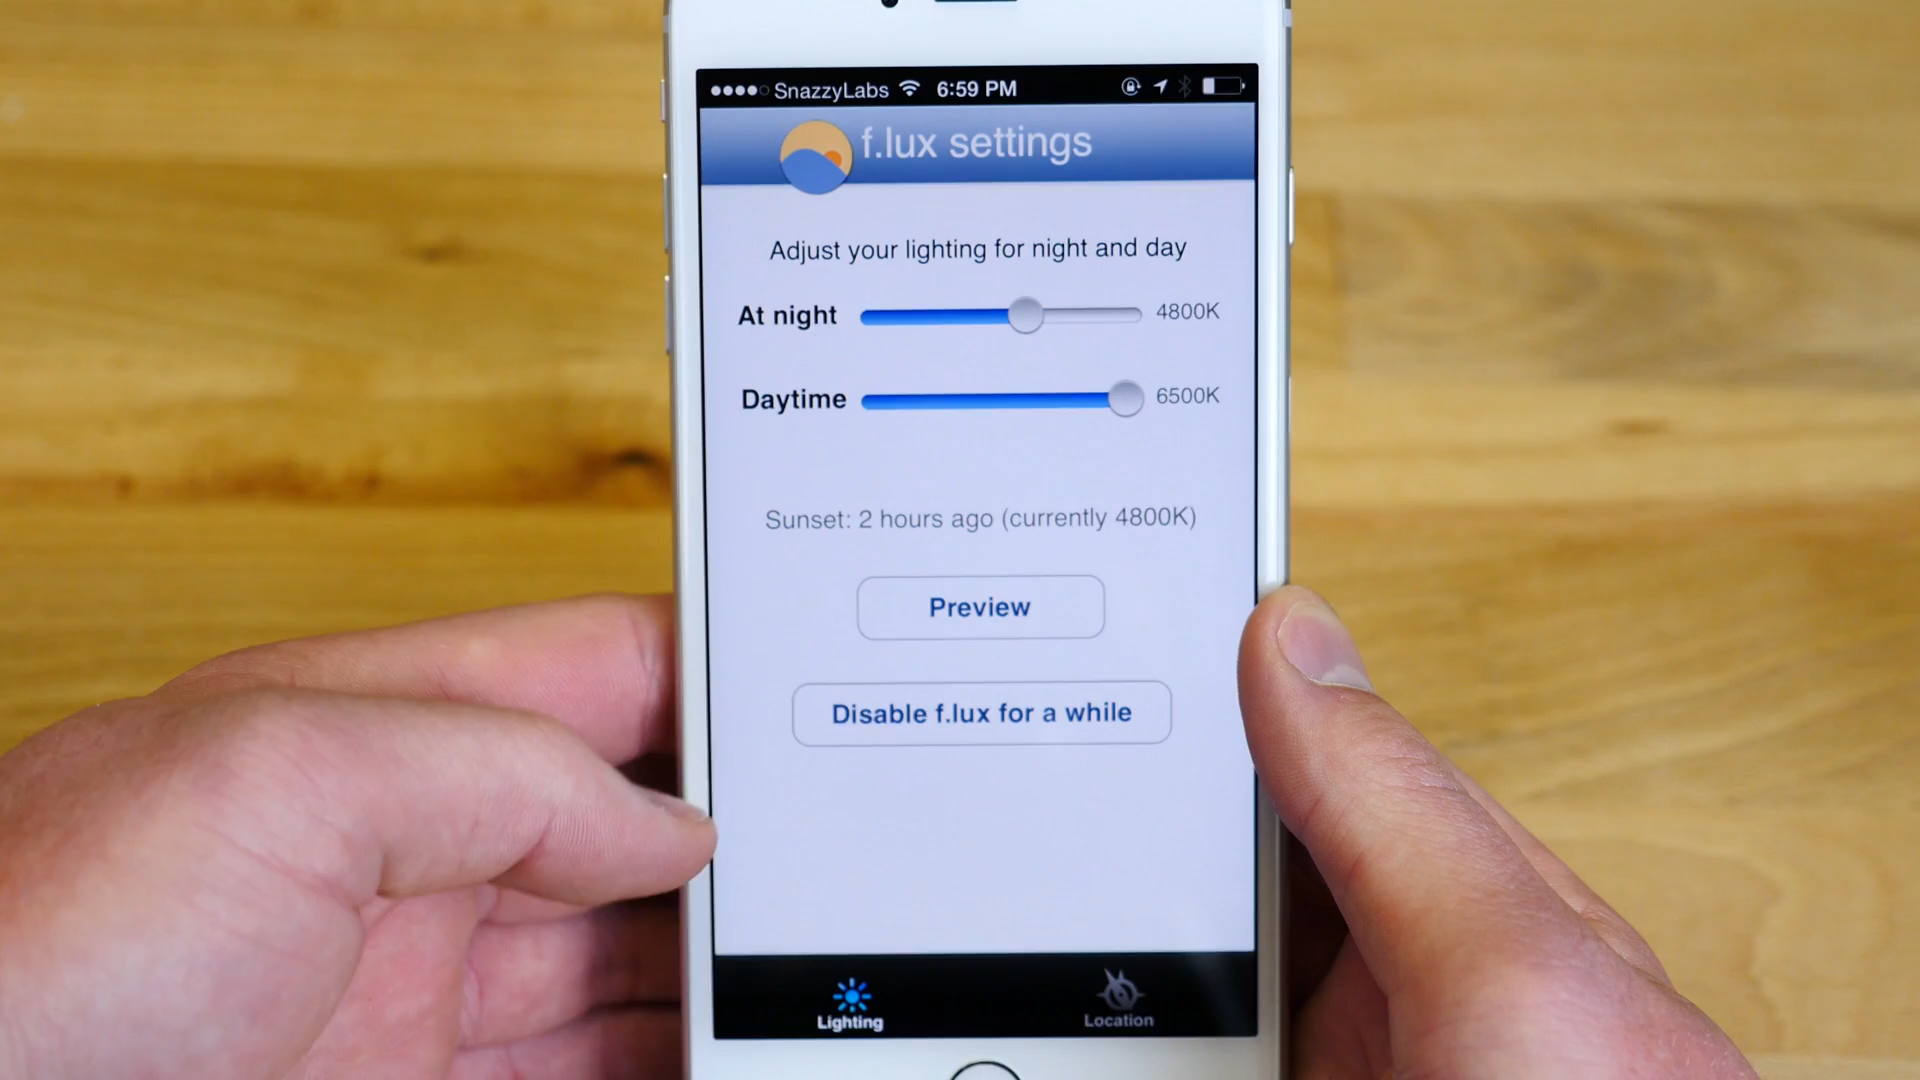 SnazzyLabs 6:59 PM
f.lux settings
Adjust your lighting for night and day
At night 4800K
Daytime 6500K
Sunset: 2 hours ago (currently 4800K)
Preview
Disable f.lux for a while
Lighting Location